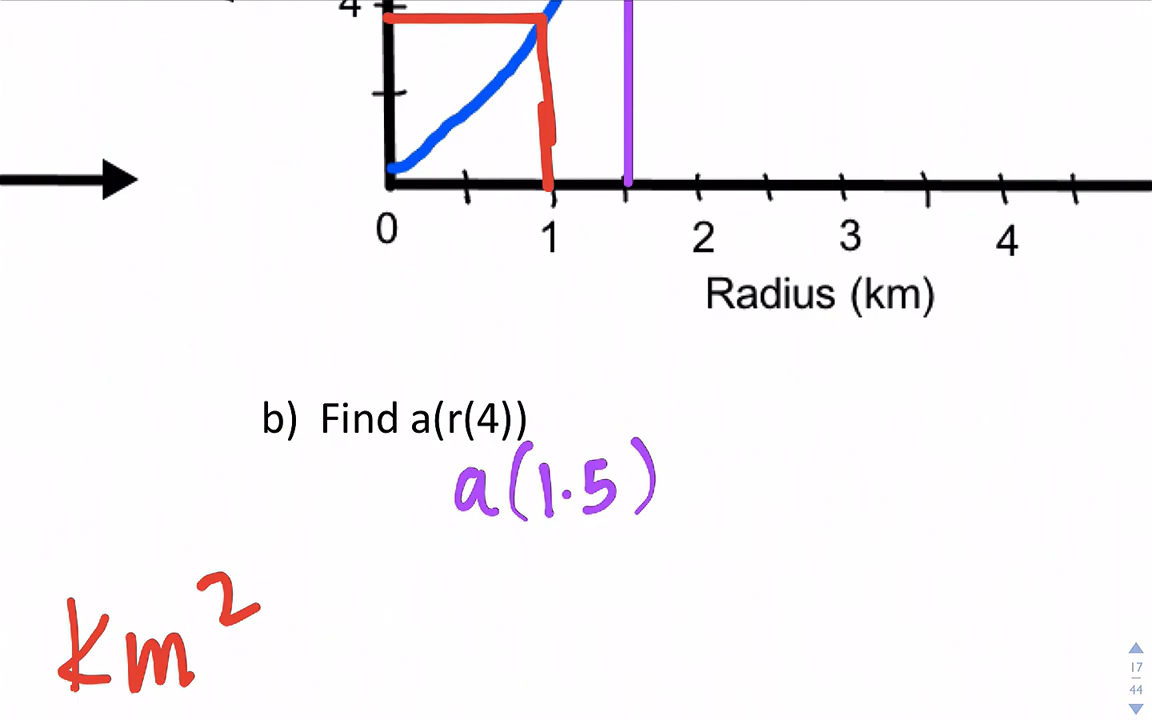 4
0 1 2 3 4
Radius (km)
b) Find a(r(4))
a(1.5)
km²
17
44